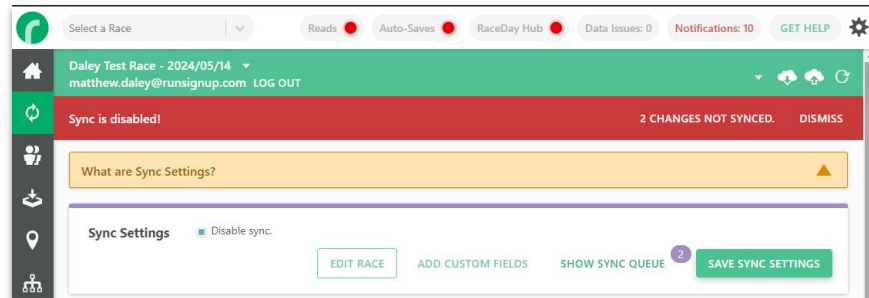 Select a Race
Reads
Auto-Saves
RaceDay Hub
Data Issues: 0
Notifications: 10
GET HELP
Daley Test Race - 2024/05/14
matthew.daley@runsignup.com LOG OUT
Sync is disabled!
2 CHANGES NOT SYNCED.
DISMISS
What are Sync Settings?
Sync Settings
Disable sync.
EDIT RACE
ADD CUSTOM FIELDS
SHOW SYNC QUEUE
2
SAVE SYNC SETTINGS